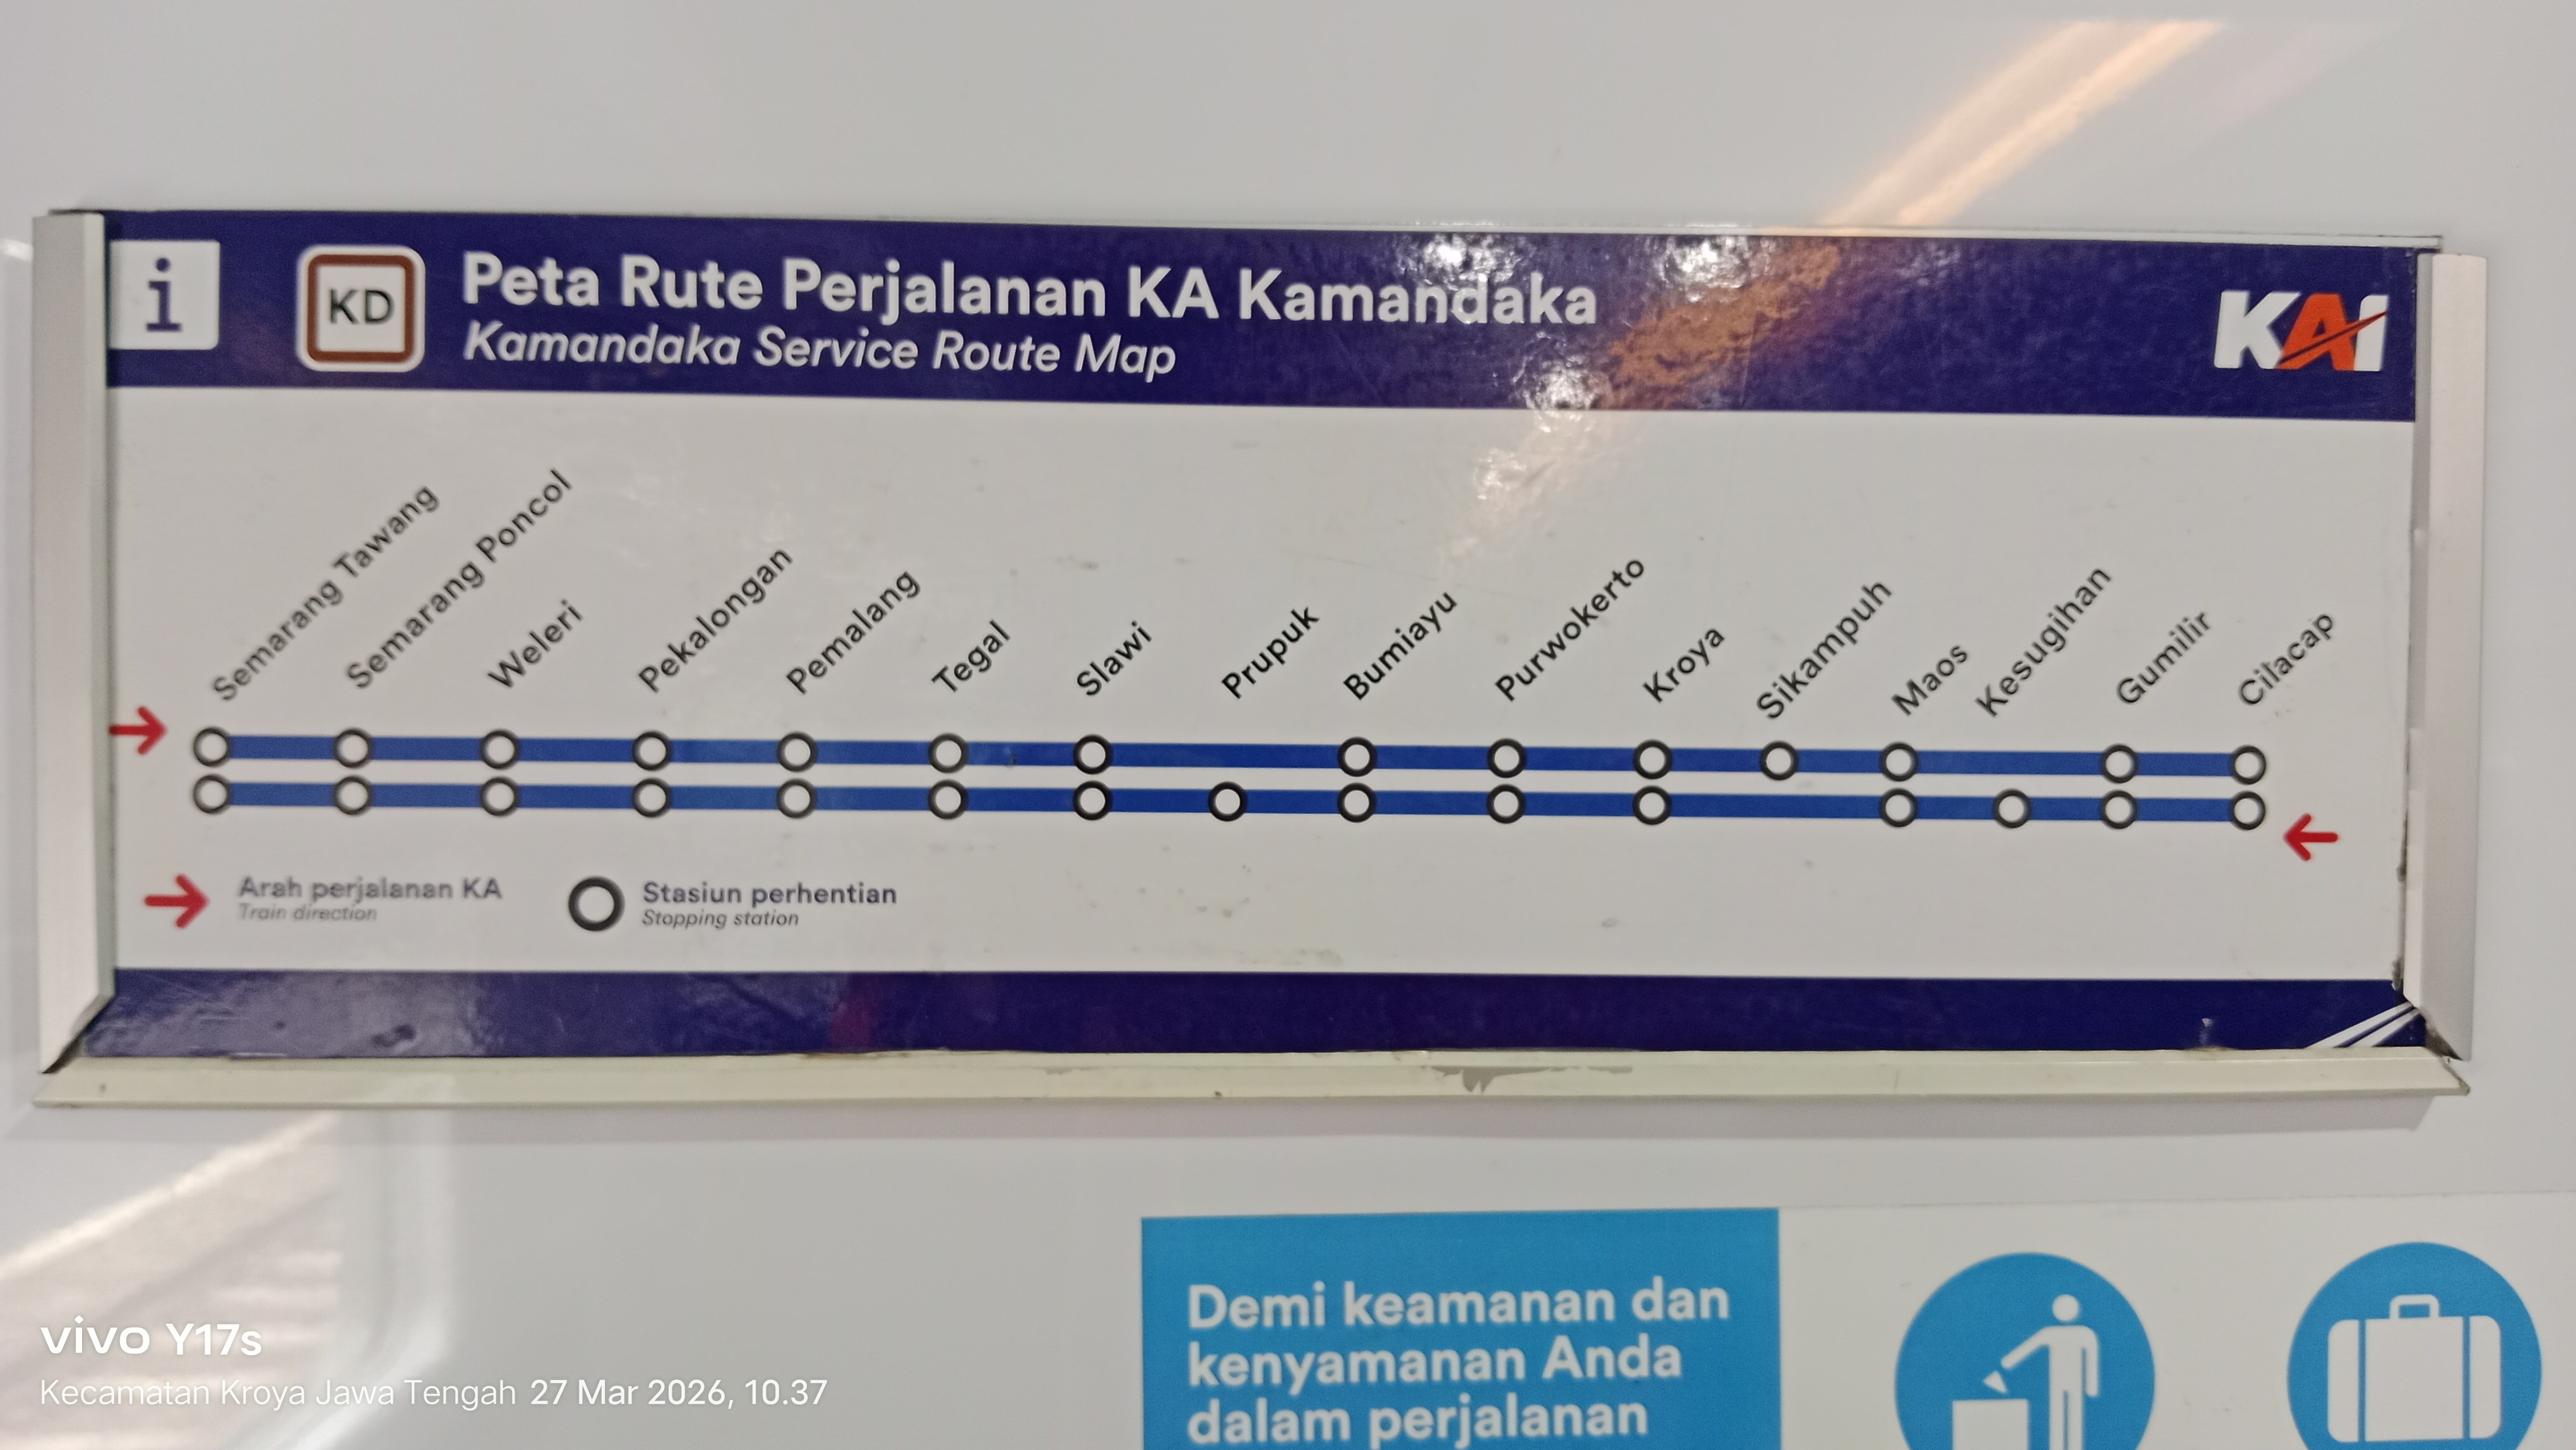 i
KD
Peta Rute Perjalanan KA Kamandaka
Kamandaka Service Route Map
KAI
Semarang Tawang
Semarang Poncol
Weleri
Pekalongan
Pemalang
Tegal
Slawi
Prupuk
Bumiayu
Purwokerto
Kroya
Sikampuh
Maos
Kesugihan
Gumilir
Cilacap
Arah perjalanan KA
Train direction
Stasiun perhentian
Stopping station
Demi keamanan dan
kenyamanan Anda
dalam perjalanan
vivo Y17s
Kecamatan Kroya Jawa Tengah 27 Mar 2026, 10.37